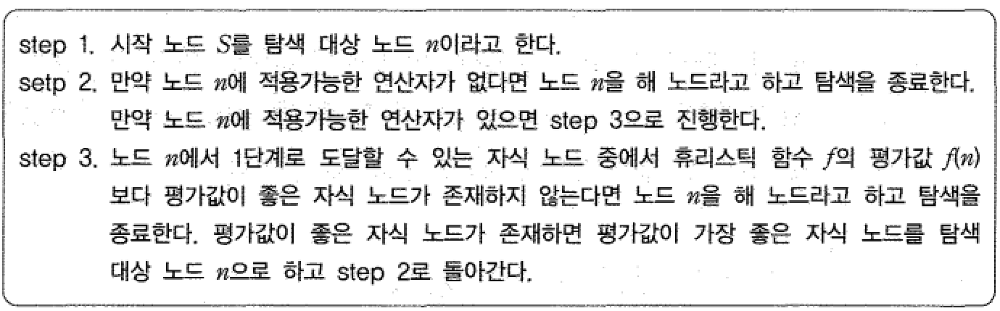 step 1. 시작 노드 S를 탐색 대상 노드 n이라고 한다.
setp 2. 만약 노드 n에 적용가능한 연산자가 없다면 노드 n을 해 노드라고 하고 탐색을 종료한다.
만약 노드 n에 적용가능한 연산자가 있으면 step 3으로 진행한다.
step 3. 노드 n에서 1단계로 도달할 수 있는 자식 노드 중에서 휴리스틱 함수 f의 평가값 f(n)
보다 평가값이 좋은 자식 노드가 존재하지 않는다면 노드 n을 해 노드라고 하고 탐색을
종료한다. 평가값이 좋은 자식 노드가 존재하면 평가값이 가장 좋은 자식 노드를 탐색
대상 노드 n으로 하고 step 2로 돌아간다.